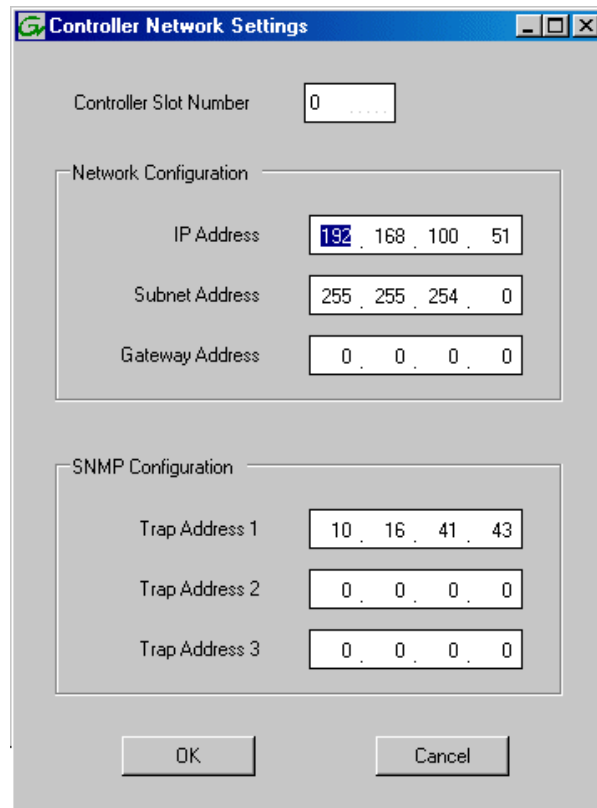 Controller Network Settings
Controller Slot Number 0
Network Configuration
IP Address 192 . 168 . 100 . 51
Subnet Address 255 . 255 . 254 . 0
Gateway Address 0 . 0 . 0 . 0
SNMP Configuration
Trap Address 1 10 . 16 . 41 . 43
Trap Address 2 0 . 0 . 0 . 0
Trap Address 3 0 . 0 . 0 . 0
OK Cancel